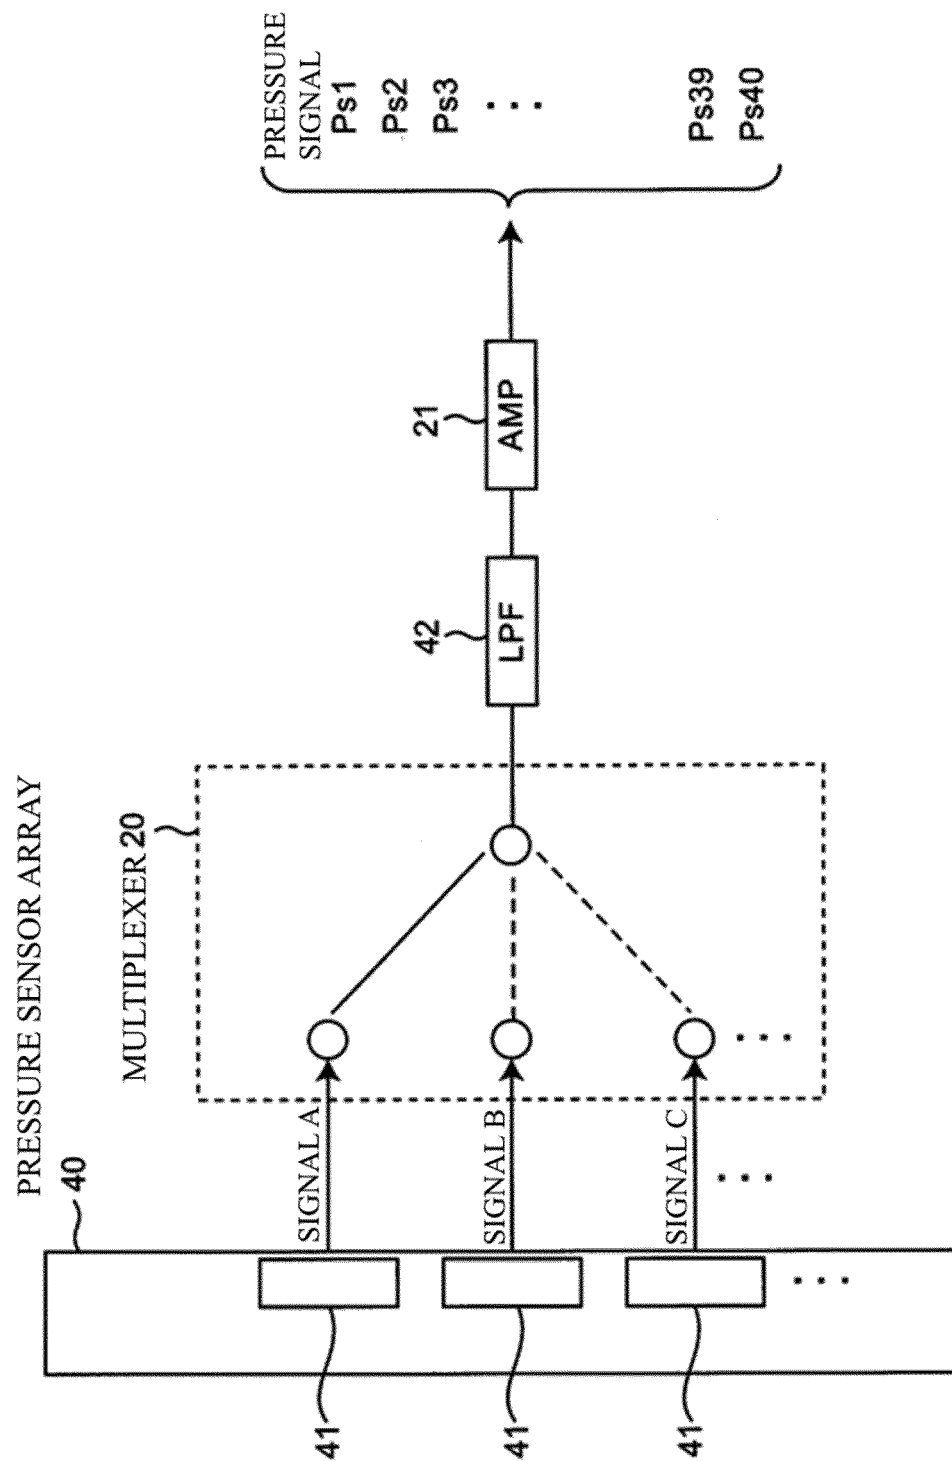 PRESSURE SENSOR ARRAY
40
MULTIPLEXER 20
41
SIGNAL A
41
SIGNAL B
41
SIGNAL C
...
...
...
42
LPF
21
AMP
PRESSURE
SIGNAL
Ps1
Ps2
Ps3
...
Ps39
Ps40